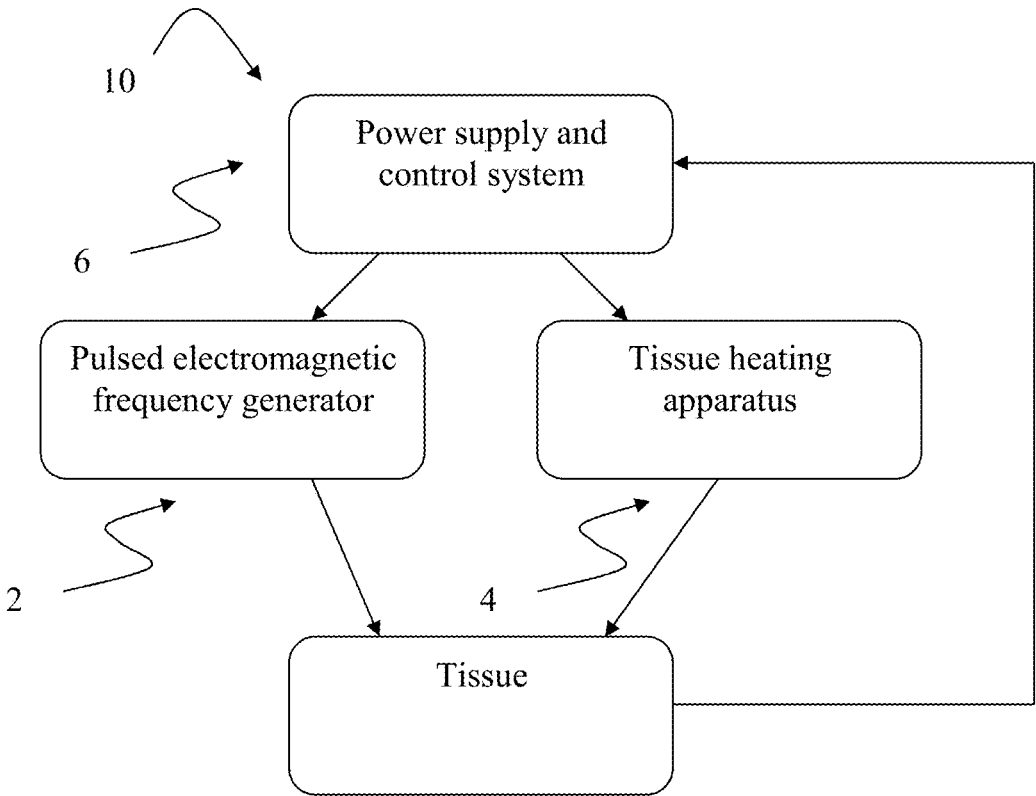 10
Power supply and
control system
6
Pulsed electromagnetic
frequency generator
Tissue heating
apparatus
2
4
Tissue